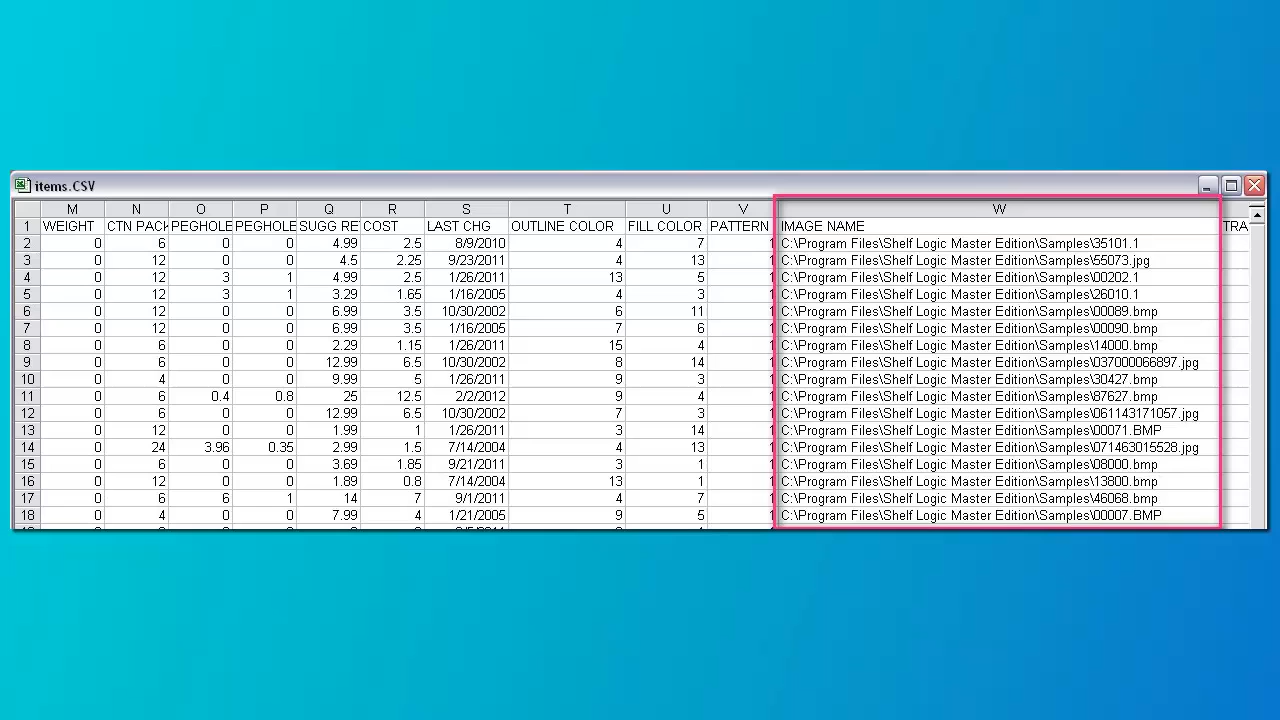 items.CSV
M N O P Q R S T U V W
1 WEIGHT CTN PACK PEGHOLE PEGHOLE SUGG RE COST LAST CHG OUTLINE COLOR FILL COLOR PATTERN IMAGE NAME TRA
2 0 6 0 0 4.99 2.5 8/9/2010 4 7 1 C:\Program Files\Shelf Logic Master Edition\Samples\35101.1
3 0 12 0 0 4.5 2.25 9/23/2011 4 13 1 C:\Program Files\Shelf Logic Master Edition\Samples\55073.jpg
4 0 12 3 1 4.99 2.5 1/26/2011 13 5 1 C:\Program Files\Shelf Logic Master Edition\Samples\00202.1
5 0 12 3 1 3.29 1.65 1/16/2005 4 3 1 C:\Program Files\Shelf Logic Master Edition\Samples\26010.1
6 0 12 0 0 6.99 3.5 10/30/2002 6 11 1 C:\Program Files\Shelf Logic Master Edition\Samples\00089.bmp
7 0 12 0 0 6.99 3.5 1/16/2005 7 6 1 C:\Program Files\Shelf Logic Master Edition\Samples\00090.bmp
8 0 6 0 0 2.29 1.15 1/26/2011 15 4 1 C:\Program Files\Shelf Logic Master Edition\Samples\14000.bmp
9 0 6 0 0 12.99 6.5 10/30/2002 8 14 1 C:\Program Files\Shelf Logic Master Edition\Samples\037000066897.jpg
10 0 4 0 0 9.99 5 1/26/2011 9 3 1 C:\Program Files\Shelf Logic Master Edition\Samples\30427.bmp
11 0 6 0.4 0.8 25 12.5 2/2/2012 9 4 1 C:\Program Files\Shelf Logic Master Edition\Samples\87627.bmp
12 0 6 0 0 12.99 6.5 10/30/2002 7 3 1 C:\Program Files\Shelf Logic Master Edition\Samples\061143171057.jpg
13 0 12 0 0 1.99 1 1/26/2011 3 14 1 C:\Program Files\Shelf Logic Master Edition\Samples\00071.BMP
14 0 24 3.96 0.35 2.99 1.5 7/14/2004 4 13 1 C:\Program Files\Shelf Logic Master Edition\Samples\071463015528.jpg
15 0 6 0 0 3.69 1.85 9/21/2011 3 1 1 C:\Program Files\Shelf Logic Master Edition\Samples\08000.bmp
16 0 12 0 0 1.89 0.8 7/14/2004 13 1 1 C:\Program Files\Shelf Logic Master Edition\Samples\13800.bmp
17 0 6 6 1 14 7 9/1/2011 4 7 1 C:\Program Files\Shelf Logic Master Edition\Samples\46068.bmp
18 0 4 0 0 7.99 4 1/21/2005 9 5 1 C:\Program Files\Shelf Logic Master Edition\Samples\00007.BMP